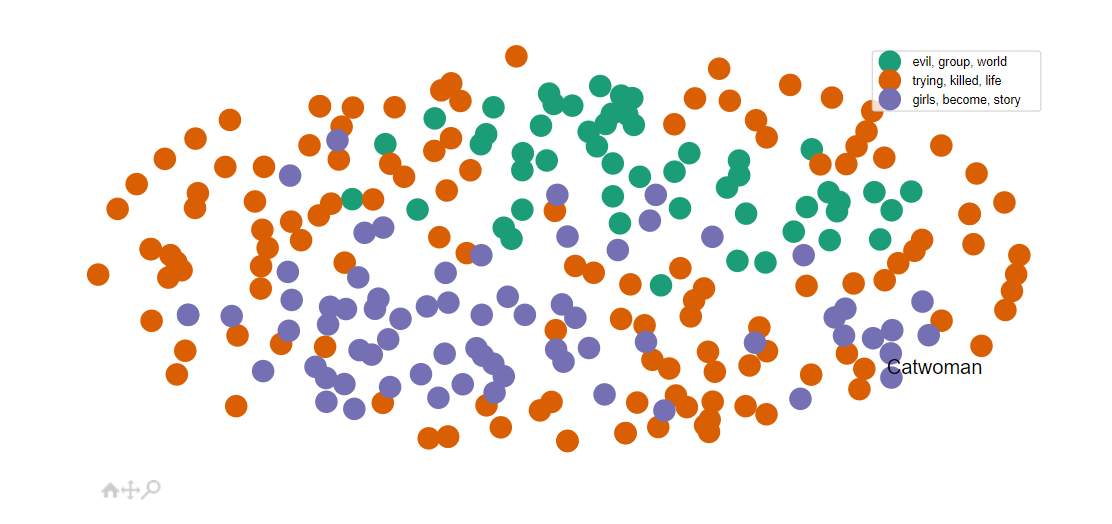 evil, group, world
trying, killed, life
girls, become, story
Catwoman